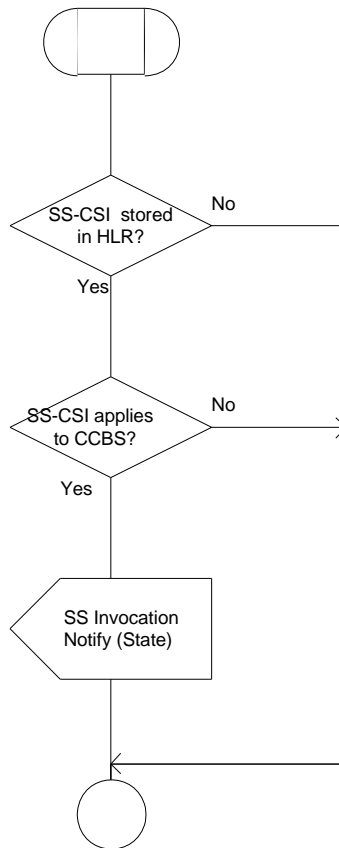 SS-CSI stored
in HLR?
No
Yes
SS-CSI applies
to CCBS?
No
Yes
SS Invocation
Notify (State)